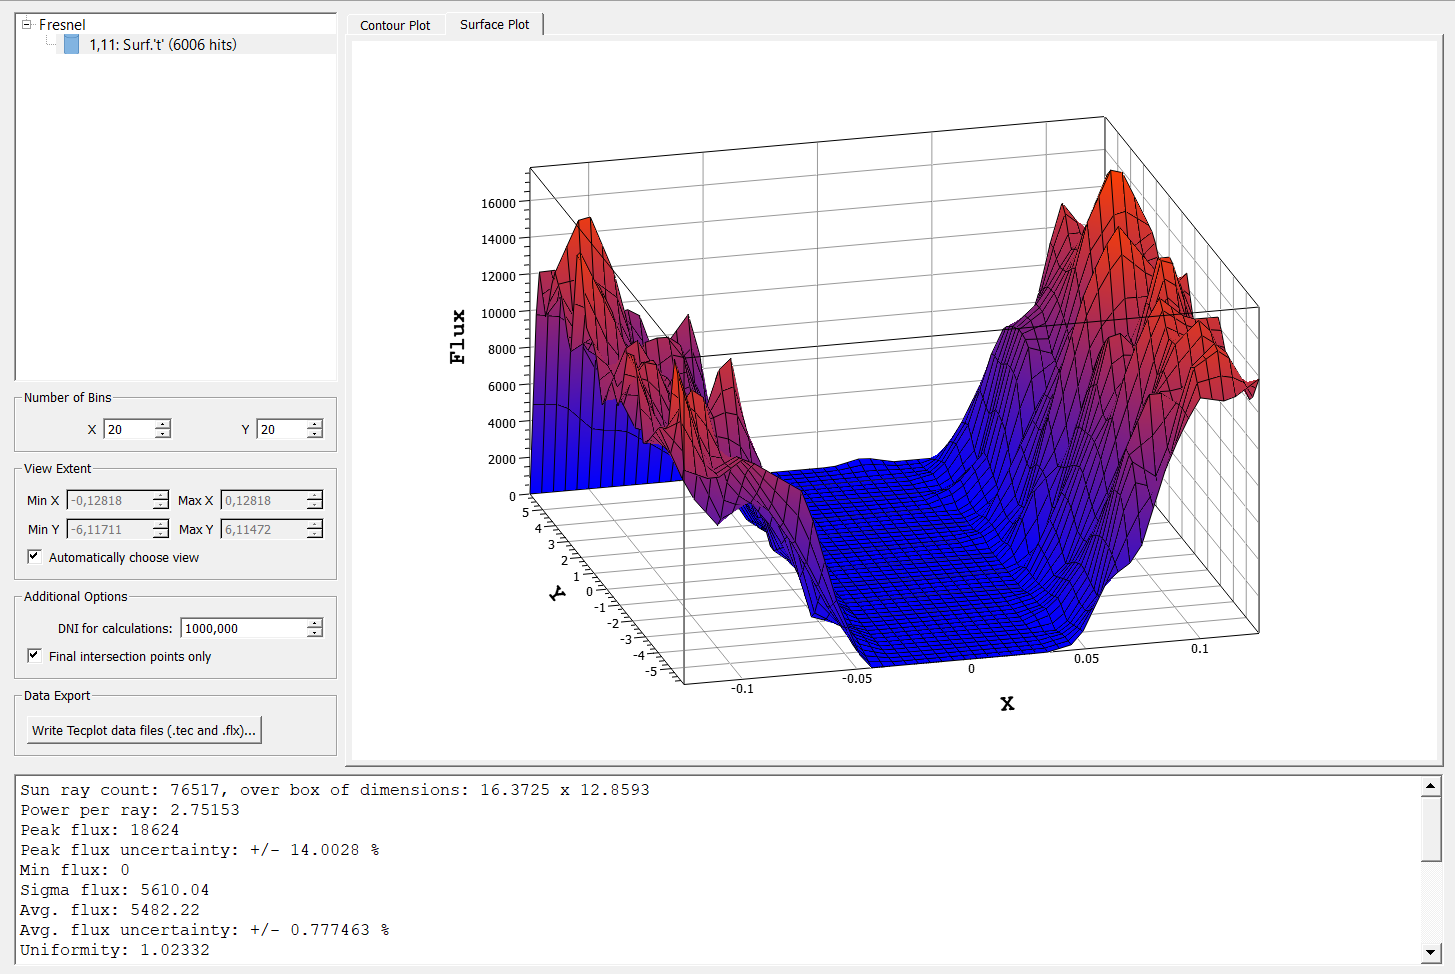 Fresnel
1,11: Surf.'t' (6006 hits)
Number of Bins
X 20 Y 20
View Extent
Min X -0,12818 Max X 0,12818
Min Y -6,11711 Max Y 6,11472
Automatically choose view
Additional Options
DNI for calculations: 1000,000
Final intersection points only
Data Export
Write Tecplot data files (.tec and .flx)...
Contour Plot Surface Plot
Flux
16000
14000
12000
10000
8000
6000
4000
2000
0
5
4
3
2
1
0
-1
-2
-3
-4
-5
Y
-0.1
-0.05
0
0.05
0.1
X
Sun ray count: 76517, over box of dimensions: 16.3725 x 12.8593
Power per ray: 2.75153
Peak flux: 18624
Peak flux uncertainty: +/- 14.0028 %
Min flux: 0
Sigma flux: 5610.04
Avg. flux: 5482.22
Avg. flux uncertainty: +/- 0.777463 %
Uniformity: 1.02332